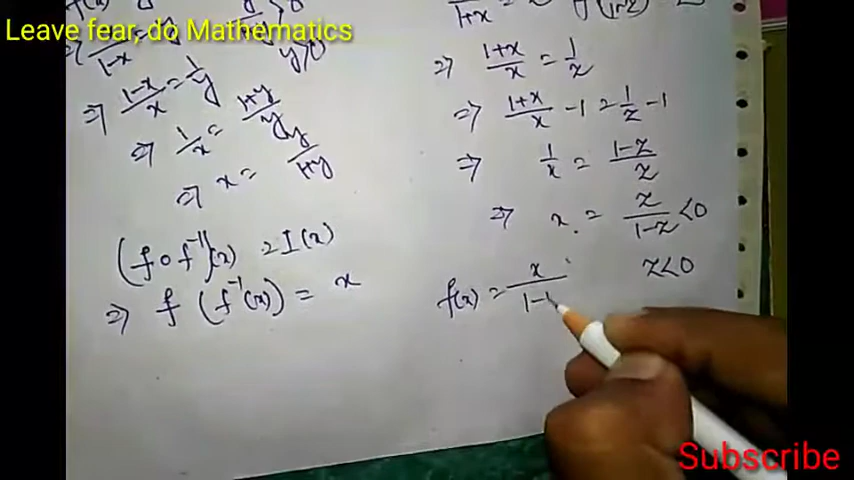 Leave fear, do Mathematics
y>0
⇒ (1-x)/x = 1/y
⇒ 1/x = (1+y)/y
⇒ x = y/(1+y)
(f o f⁻¹)(x) = I(x)
⇒ f (f⁻¹(x)) = x
⇒ (1+x)/x = 1/z
⇒ (1+x)/x - 1 = 1/z - 1
⇒ 1/x = (1-z)/z
⇒ x = z/(1-z) <0
z<0
f(x) = x/(1-
Subscribe